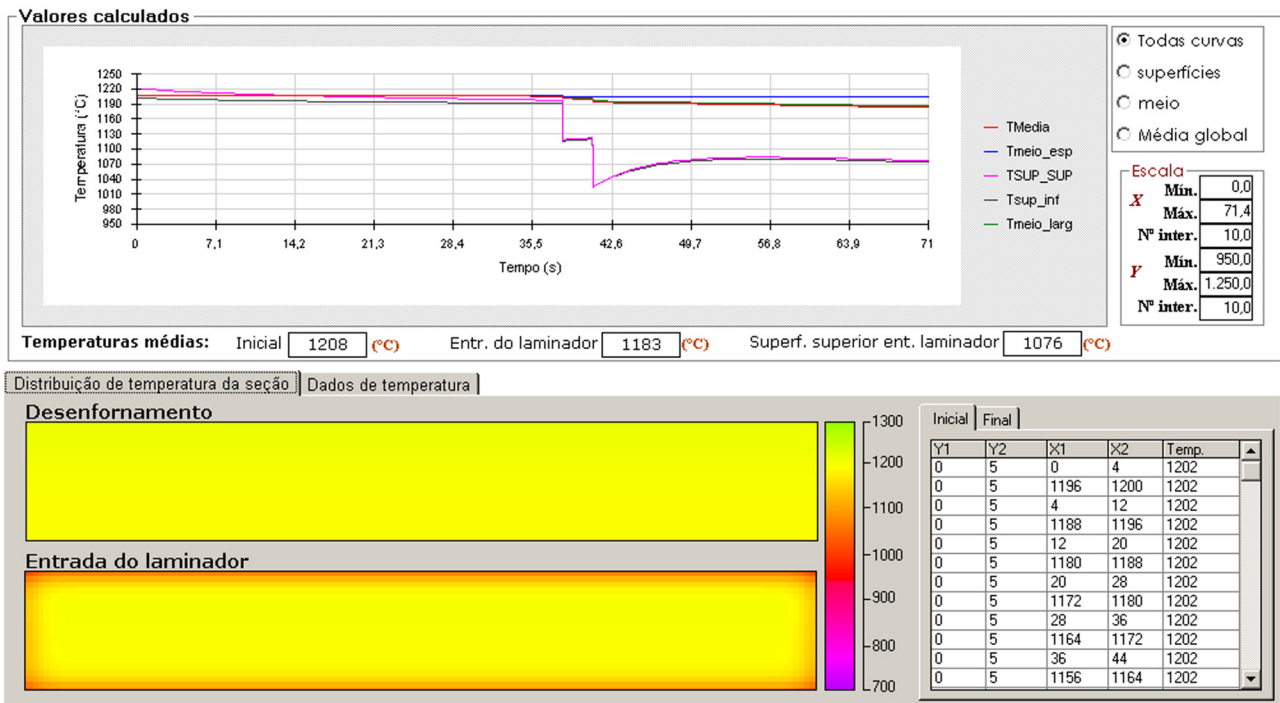 Valores calculados
1250
1220
1190
1160
1130
1100
1070
1040
1010
980
950
Temperatura (°C)
0 7,1 14,2 21,3 28,4 35,5 42,6 49,7 56,8 63,9 71
Tempo (s)
TMedia
Tmeio_esp
TSUP_SUP
Tsup_inf
Tmeio_larg
Todas curvas
superfícies
meio
Média global
Escala
X Mín. 0,0
Máx. 71,4
Nº inter. 10,0
Y Mín. 950,0
Máx. 1.250,0
Nº inter. 10,0
Temperaturas médias: Inicial 1208 (°C) Entr. do laminador 1183 (°C) Superf. superior ent. laminador 1076 (°C)
Distribuição de temperatura da seção Dados de temperatura
Desenfornamento
Entrada do laminador
1300
1200
1100
1000
900
800
700
Inicial Final
Y1 Y2 X1 X2 Temp.
0 5 0 4 1202
0 5 1196 1200 1202
0 5 4 12 1202
0 5 1188 1196 1202
0 5 12 20 1202
0 5 1180 1188 1202
0 5 20 28 1202
0 5 1172 1180 1202
0 5 28 36 1202
0 5 1164 1172 1202
0 5 36 44 1202
0 5 1156 1164 1202